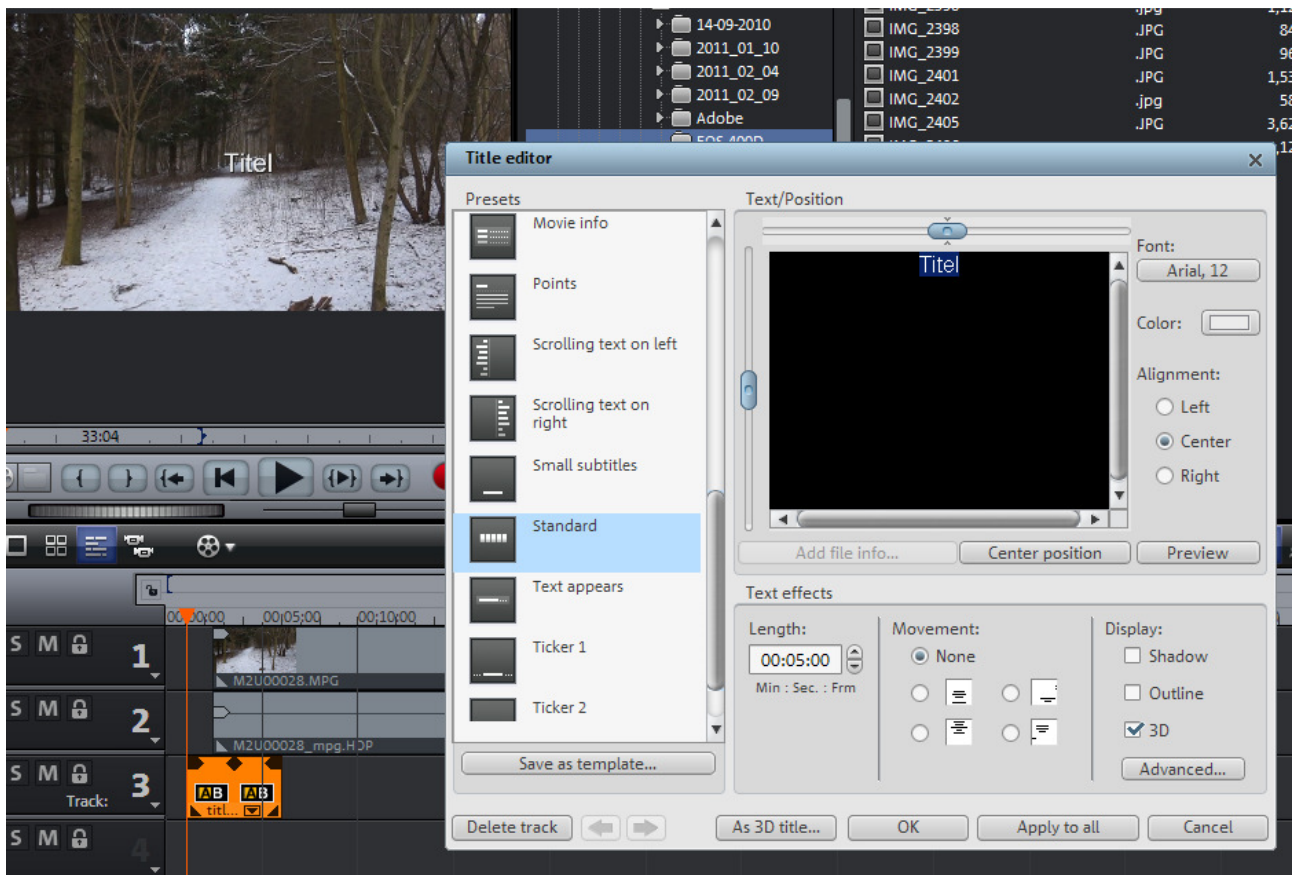 14-09-2010
2011_01_10
2011_02_04
2011_02_09
Adobe
IMG_2398 .JPG
IMG_2399 .JPG
IMG_2401 .JPG
IMG_2402 .jpg
IMG_2405 .JPG
Titel
Title editor
Presets
Movie info
Points
Scrolling text on left
Scrolling text on
right
Small subtitles
Standard
Text appears
Ticker 1
Ticker 2
Save as template...
Text/Position
Titel
Font:
Arial, 12
Color:
Alignment:
Left
Center
Right
Add file info...
Center position
Preview
Text effects
Length:
00:05:00
Min : Sec. : Frm
Movement:
None
Display:
Shadow
Outline
3D
Advanced...
Delete track
As 3D title...
OK
Apply to all
Cancel
33:04
00:05:00
00:10:00
S M
1
M2U00028.MPG
S M
2
S M
3
Track:
AB AB
titl...
S M
4